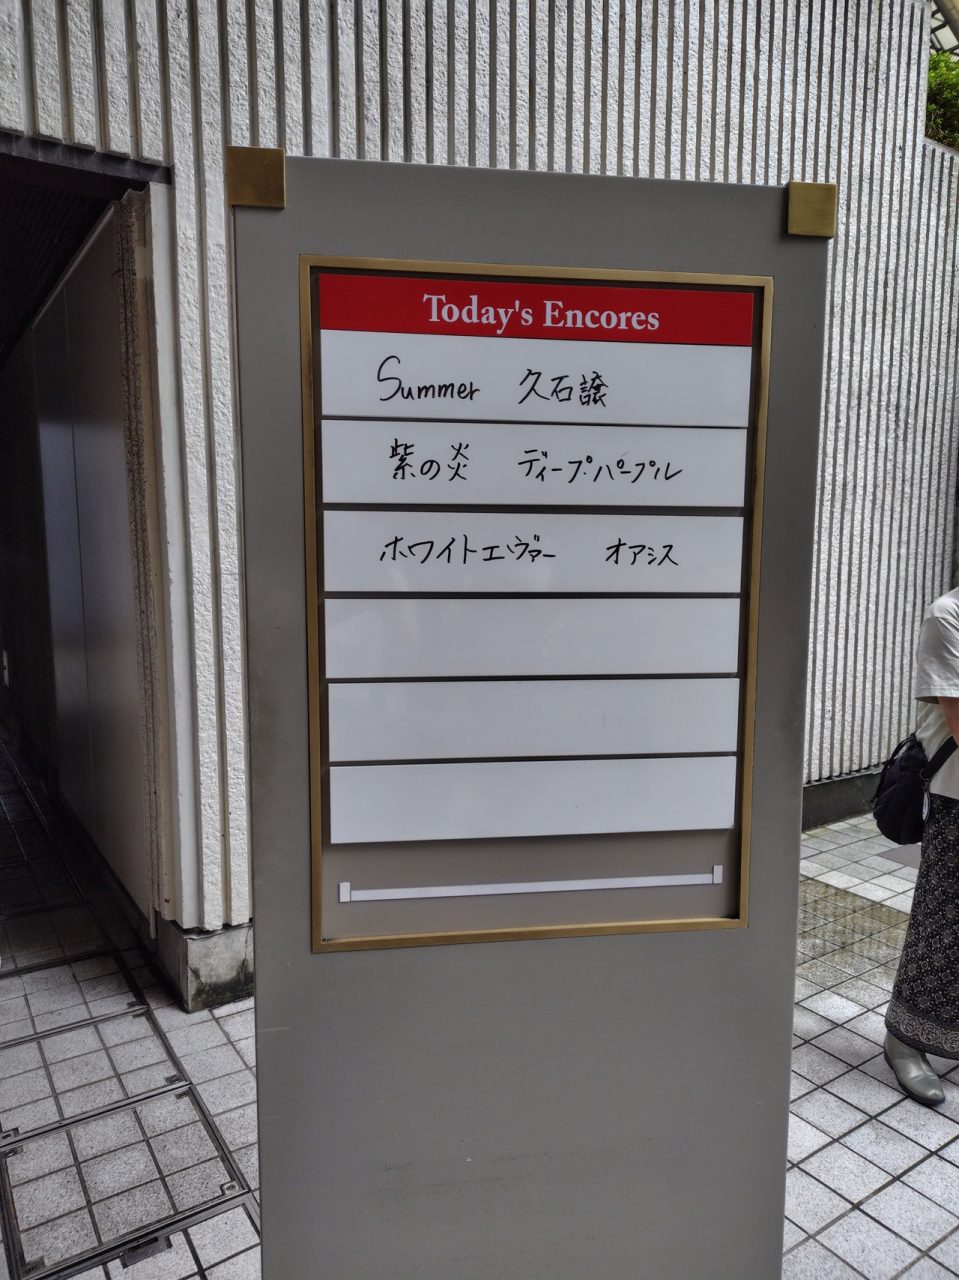 Today's Encores
Summer 久石譲
紫の炎 ディープ・パープル
ホワットエヴァー オアシス